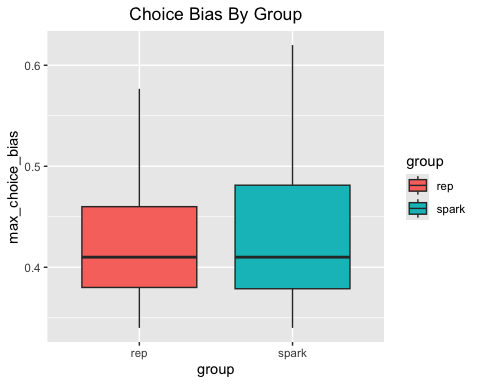 Choice Bias By Group
max_choice_bias
0.6
0.5
0.4
rep
spark
group
group
rep
spark